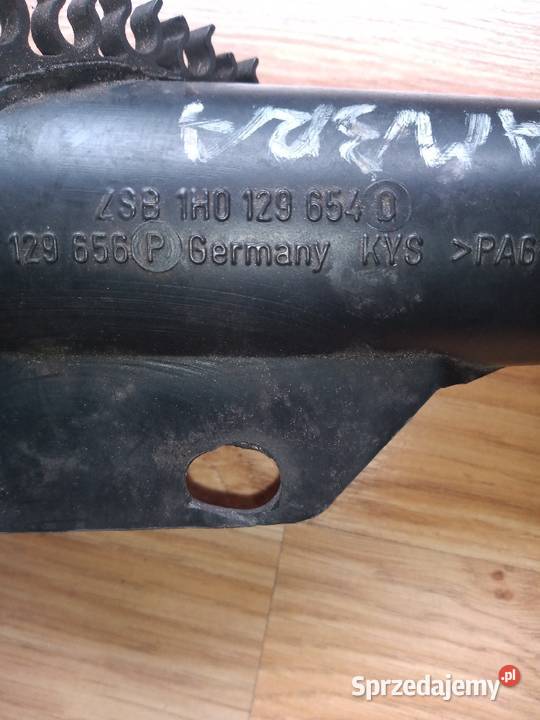 ZSB 1H0 129 654 Q
129 656 P Germany KYS >PA6
Sprzedajemy.pl